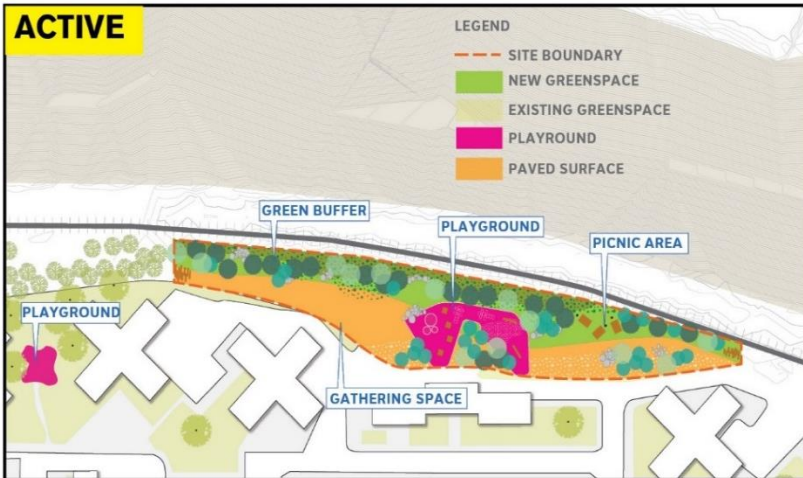 ACTIVE
LEGEND
SITE BOUNDARY
NEW GREENSPACE
EXISTING GREENSPACE
PLAYROUND
PAVED SURFACE
GREEN BUFFER
PLAYGROUND
PICNIC AREA
PLAYGROUND
GATHERING SPACE